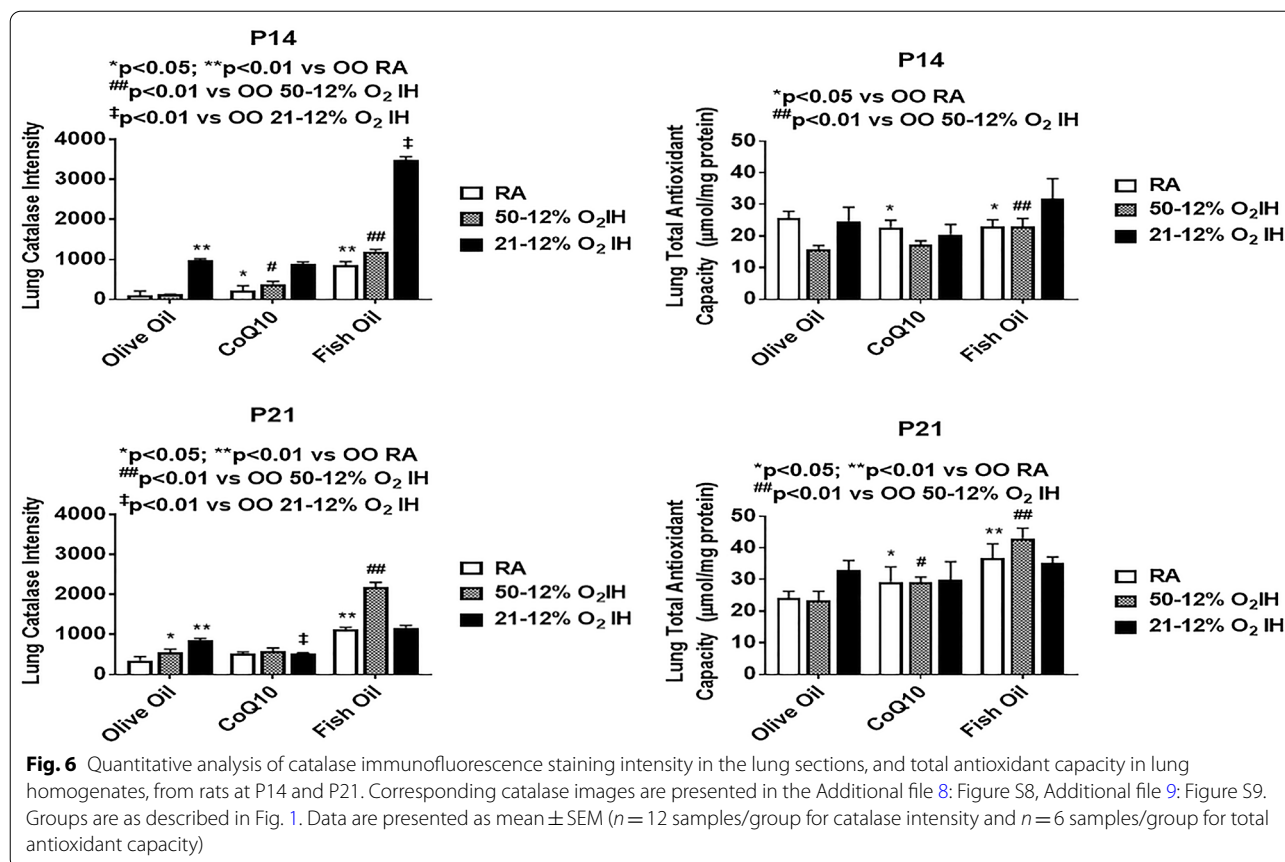 P14
*p<0.05; **p<0.01 vs OO RA
##p<0.01 vs OO 50-12% O₂ IH
‡p<0.01 vs OO 21-12% O₂ IH
Lung Catalase Intensity
4000
3000
2000
1000
0
**
*
#
**
##
‡
Olive Oil
CoQ10
Fish Oil
RA
50-12% O₂IH
21-12% O₂ IH
P14
*p<0.05 vs OO RA
##p<0.01 vs OO 50-12% O₂ IH
Lung Total Antioxidant
Capacity (µmol/mg protein)
50
40
30
20
10
0
*
*
##
Olive Oil
CoQ10
Fish Oil
RA
50-12% O₂IH
21-12% O₂ IH
P21
*p<0.05; **p<0.01 vs OO RA
##p<0.01 vs OO 50-12% O₂ IH
‡p<0.01 vs OO 21-12% O₂ IH
Lung Catalase Intensity
4000
3000
2000
1000
0
*
**
‡
**
##
Olive Oil
CoQ10
Fish Oil
RA
50-12% O₂IH
21-12% O₂ IH
P21
*p<0.05; **p<0.01 vs OO RA
##p<0.01 vs OO 50-12% O₂ IH
Lung Total Antioxidant
Capacity (µmol/mg protein)
50
40
30
20
10
0
*
#
**
##
Olive Oil
CoQ10
Fish Oil
RA
50-12% O₂IH
21-12% O₂ IH
Fig. 6 Quantitative analysis of catalase immunofluorescence staining intensity in the lung sections, and total antioxidant capacity in lung
homogenates, from rats at P14 and P21. Corresponding catalase images are presented in the Additional file 8: Figure S8, Additional file 9: Figure S9.
Groups are as described in Fig. 1. Data are presented as mean ± SEM (n = 12 samples/group for catalase intensity and n = 6 samples/group for total
antioxidant capacity)